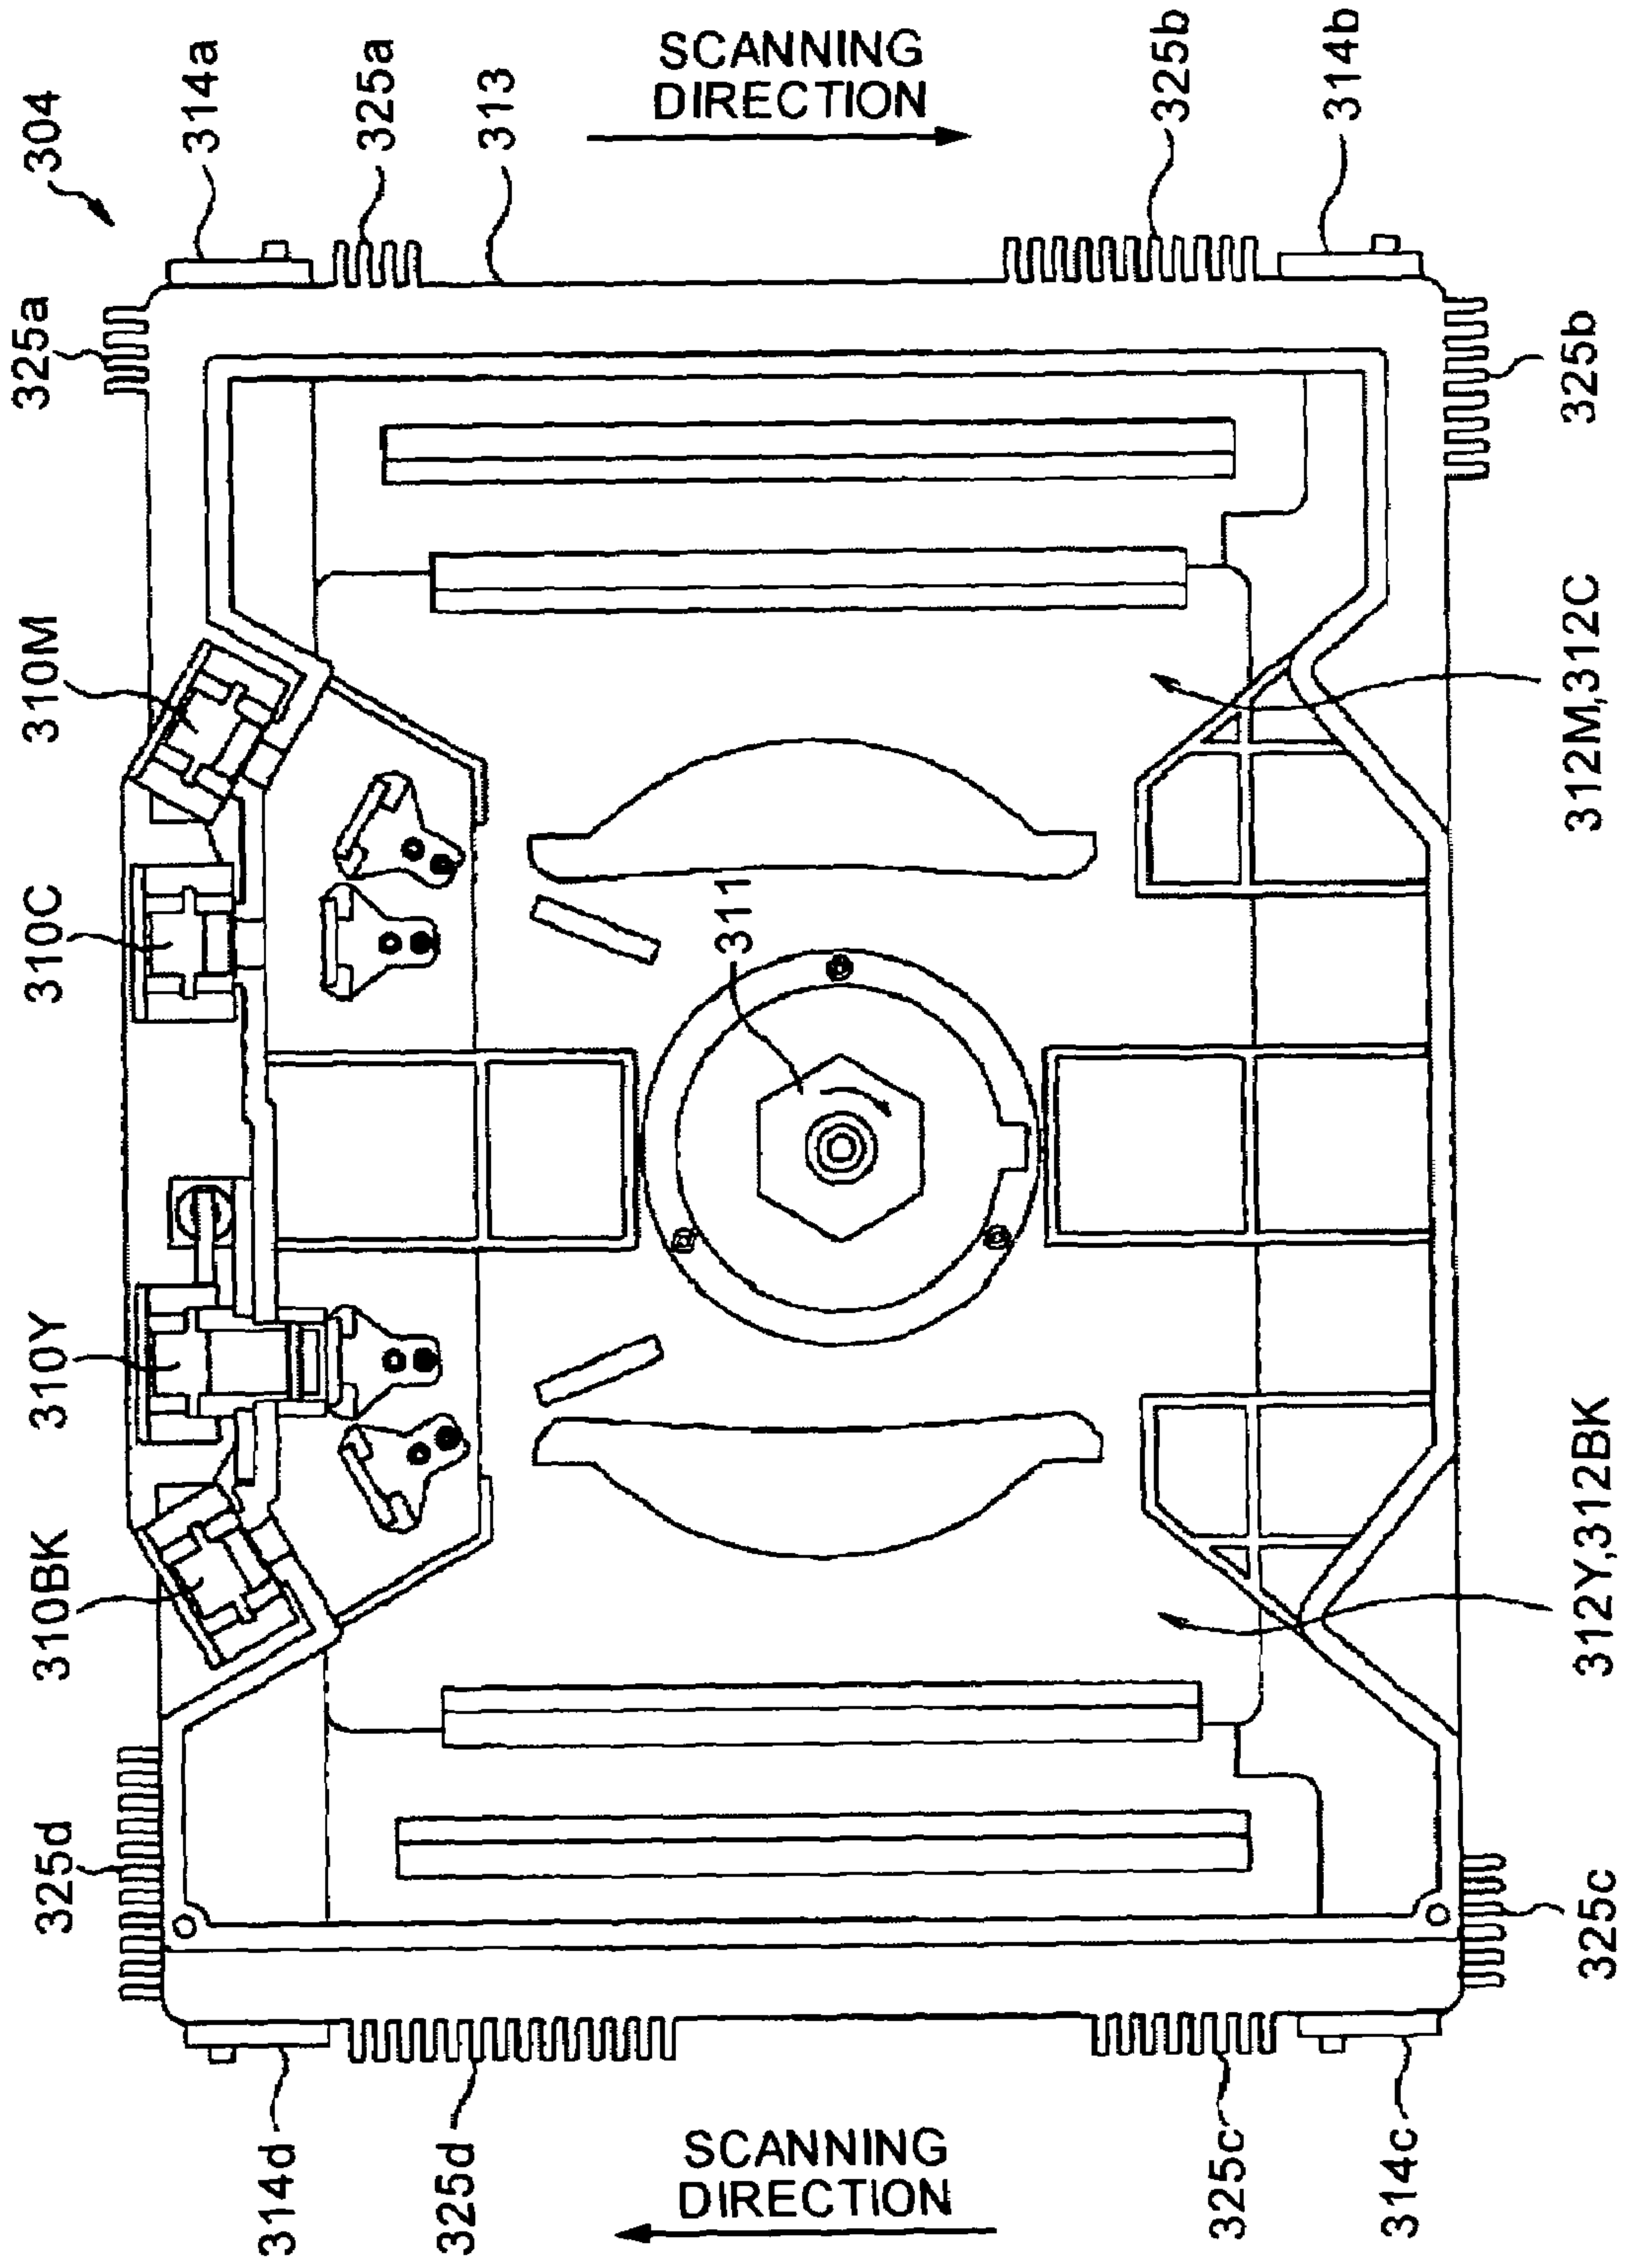 304
314a
325a
313
SCANNING
DIRECTION
325b
314b
325a
325b
310M
312M,312C
310C
311
310Y
310BK
312Y,312BK
325d
325c
314d
325d
SCANNING
DIRECTION
325c
314c